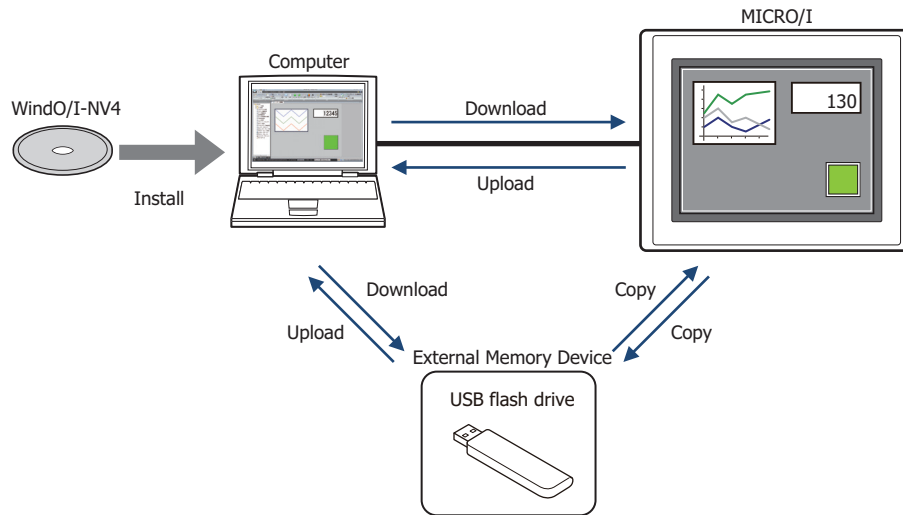 MICRO/I
Computer
WindO/I-NV4
12345
130
Download
Upload
Install
Download
Upload
Copy
Copy
External Memory Device
USB flash drive